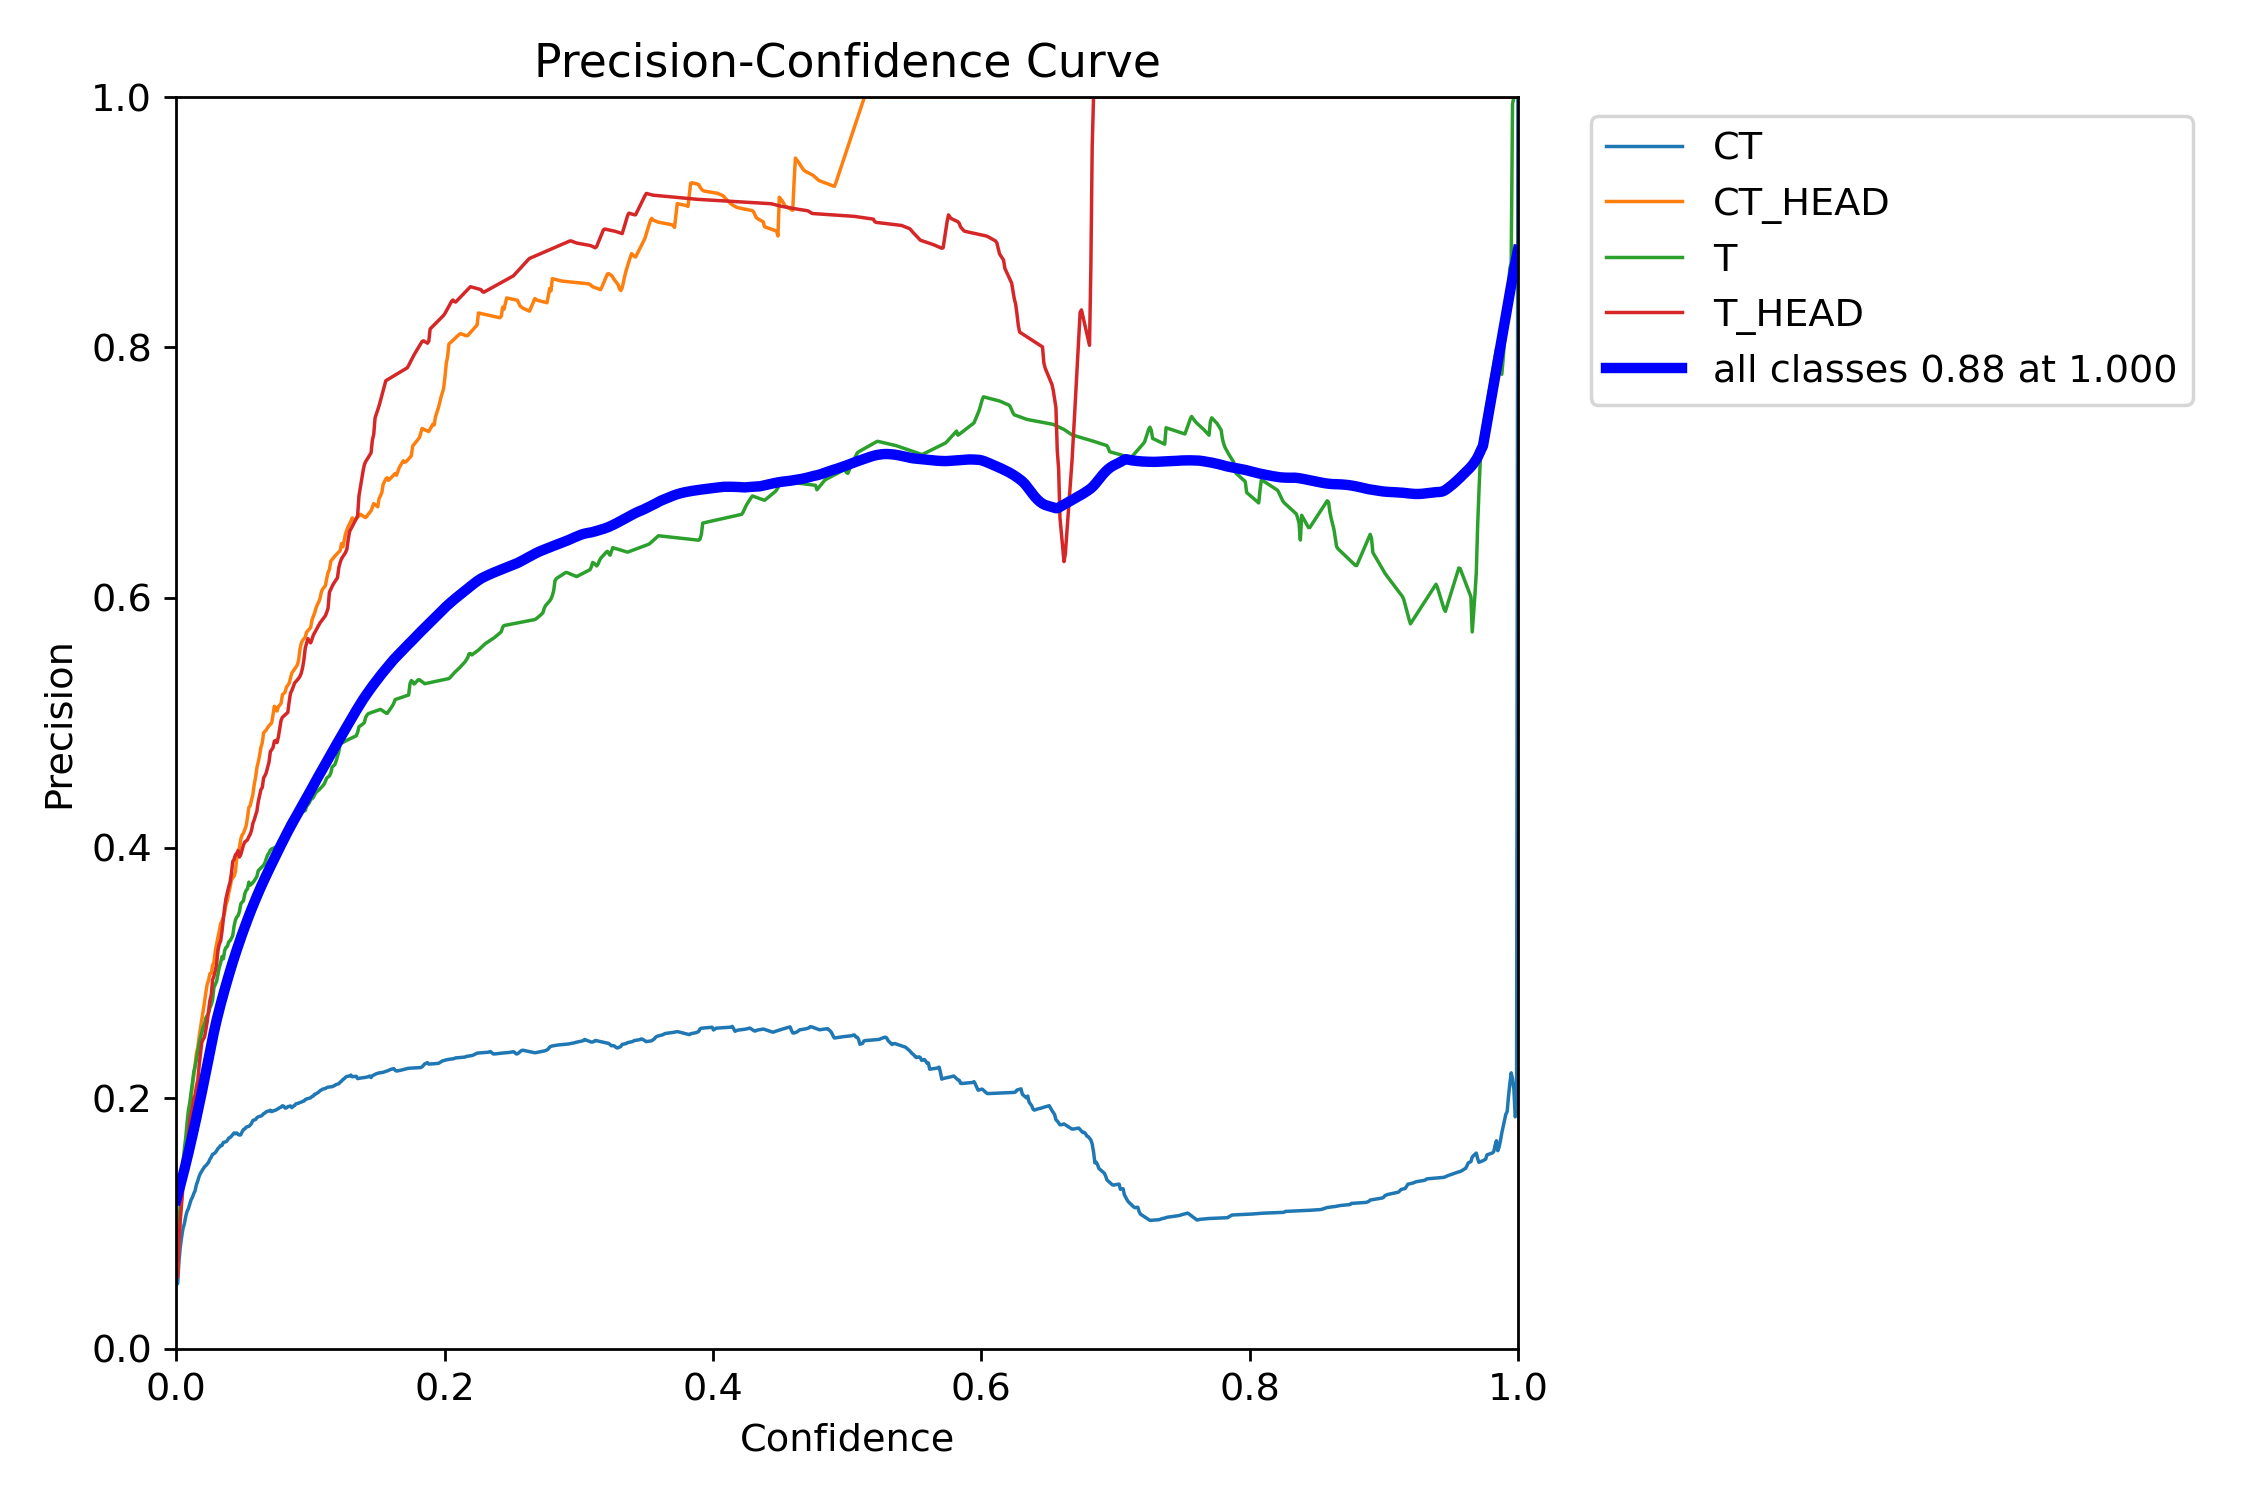 Precision-Confidence Curve
1.0
0.8
0.6
0.4
0.2
0.0
Precision
0.0 0.2 0.4 0.6 0.8 1.0
Confidence
CT
CT_HEAD
T
T_HEAD
all classes 0.88 at 1.000